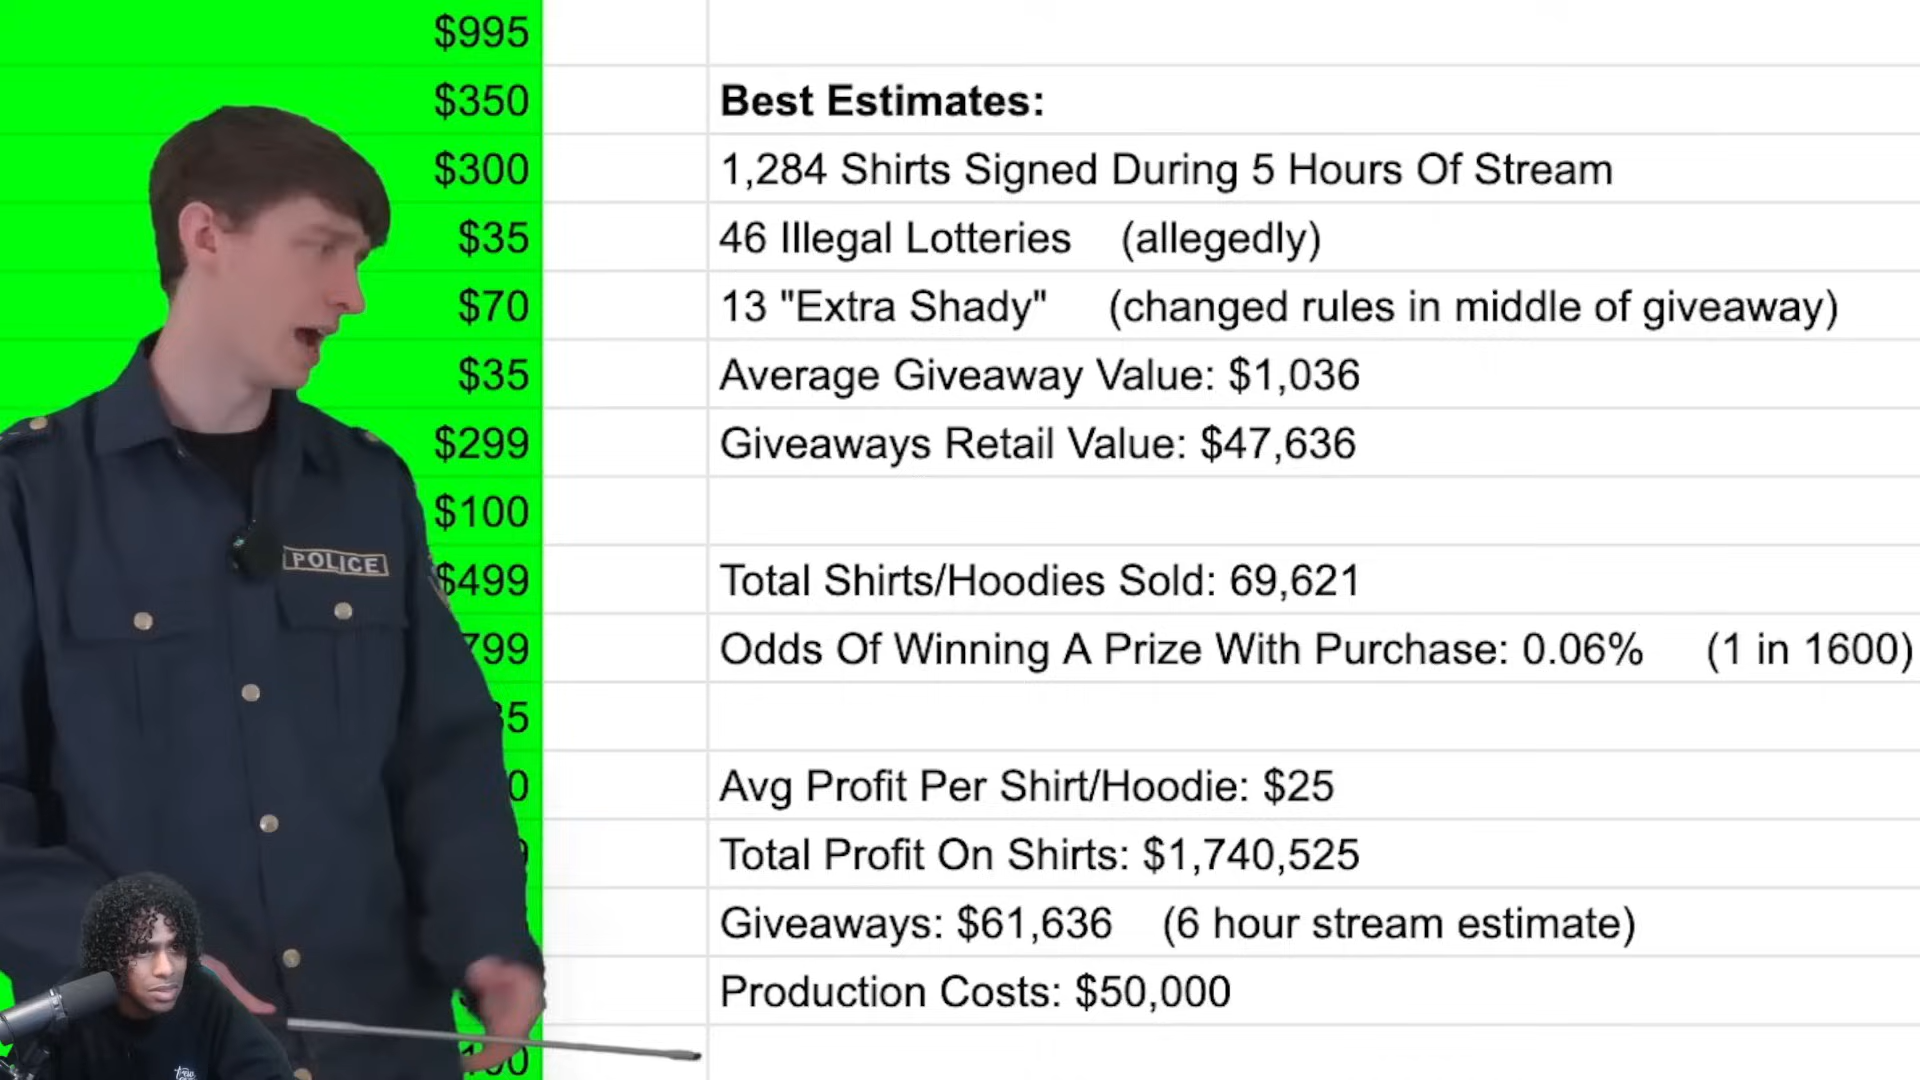 $995
$350
Best Estimates:
$300
1,284 Shirts Signed During 5 Hours Of Stream
$35
46 Illegal Lotteries (allegedly)
$70
13 "Extra Shady" (changed rules in middle of giveaway)
$35
Average Giveaway Value: $1,036
$299
Giveaways Retail Value: $47,636
$100
POLICE
$499
Total Shirts/Hoodies Sold: 69,621
799
Odds Of Winning A Prize With Purchase: 0.06% (1 in 1600)
5
0
Avg Profit Per Shirt/Hoodie: $25
Total Profit On Shirts: $1,740,525
Giveaways: $61,636 (6 hour stream estimate)
Production Costs: $50,000